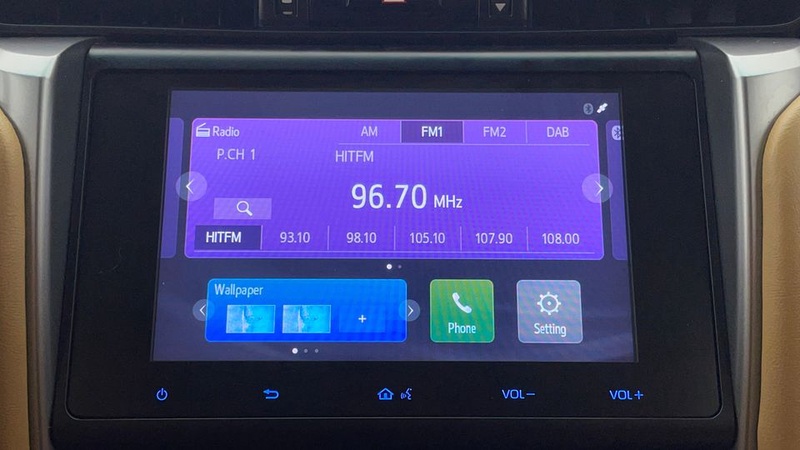 Radio AM FM1 FM2 DAB
P.CH 1 HITFM
96.70 MHz
HITFM 93.10 98.10 105.10 107.90 108.00
Wallpaper
+
Phone Setting
VOL− VOL+